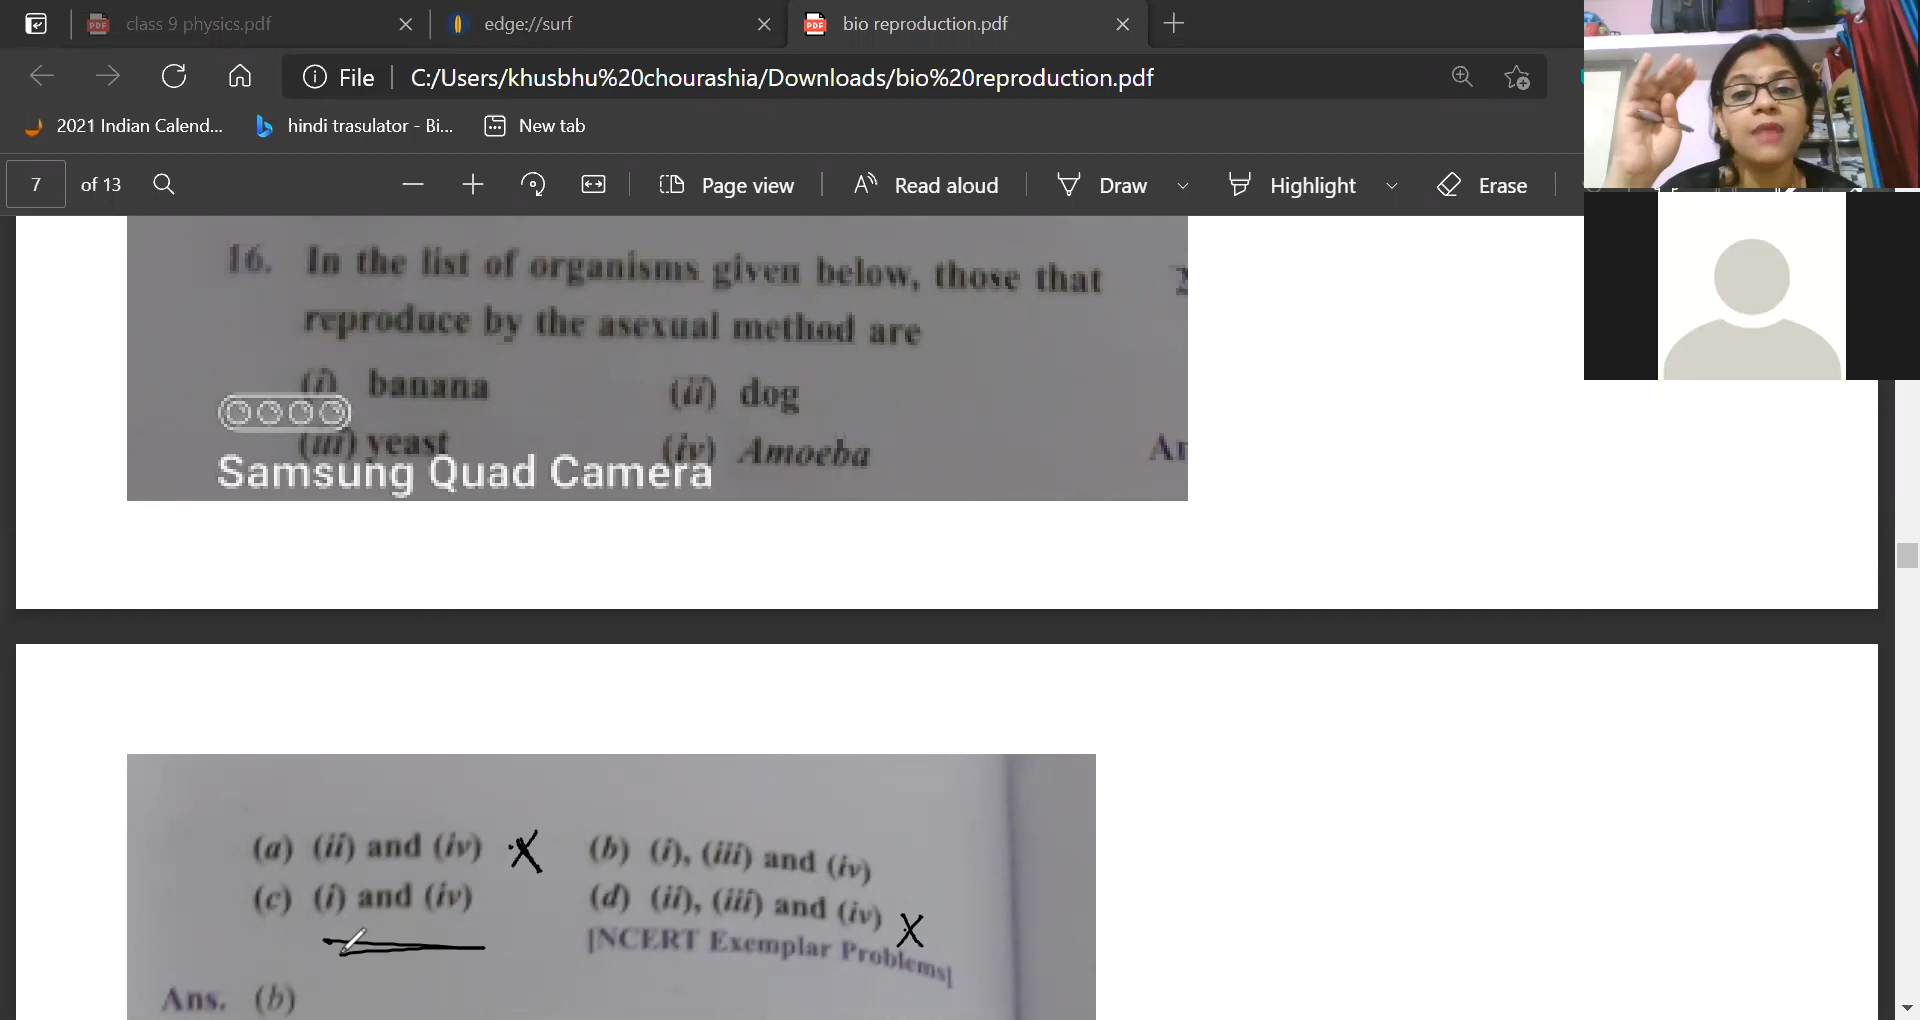 class 9 physics.pdf
edge://surf
bio reproduction.pdf
File
C:/Users/khusbhu%20chourashia/Downloads/bio%20reproduction.pdf
2021 Indian Calend...
hindi trasulator - Bi...
New tab
7 of 13
Page view
Read aloud
Draw
Highlight
Erase
16. In the list of organisms given below, those that
reproduce by the asexual method are
(i) banana (ii) dog
(iii) yeast (iv) Amoeba
Samsung Quad Camera
(a) (ii) and (iv) (b) (i), (iii) and (iv)
(c) (i) and (iv) (d) (ii), (iii) and (iv)
[NCERT Exemplar Problems]
Ans. (b)